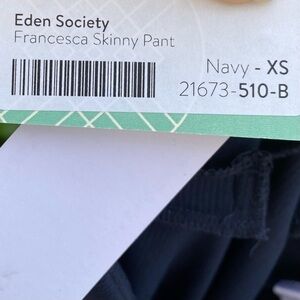 Eden Society
Francesca Skinny Pant
Navy - XS
21673-510-B